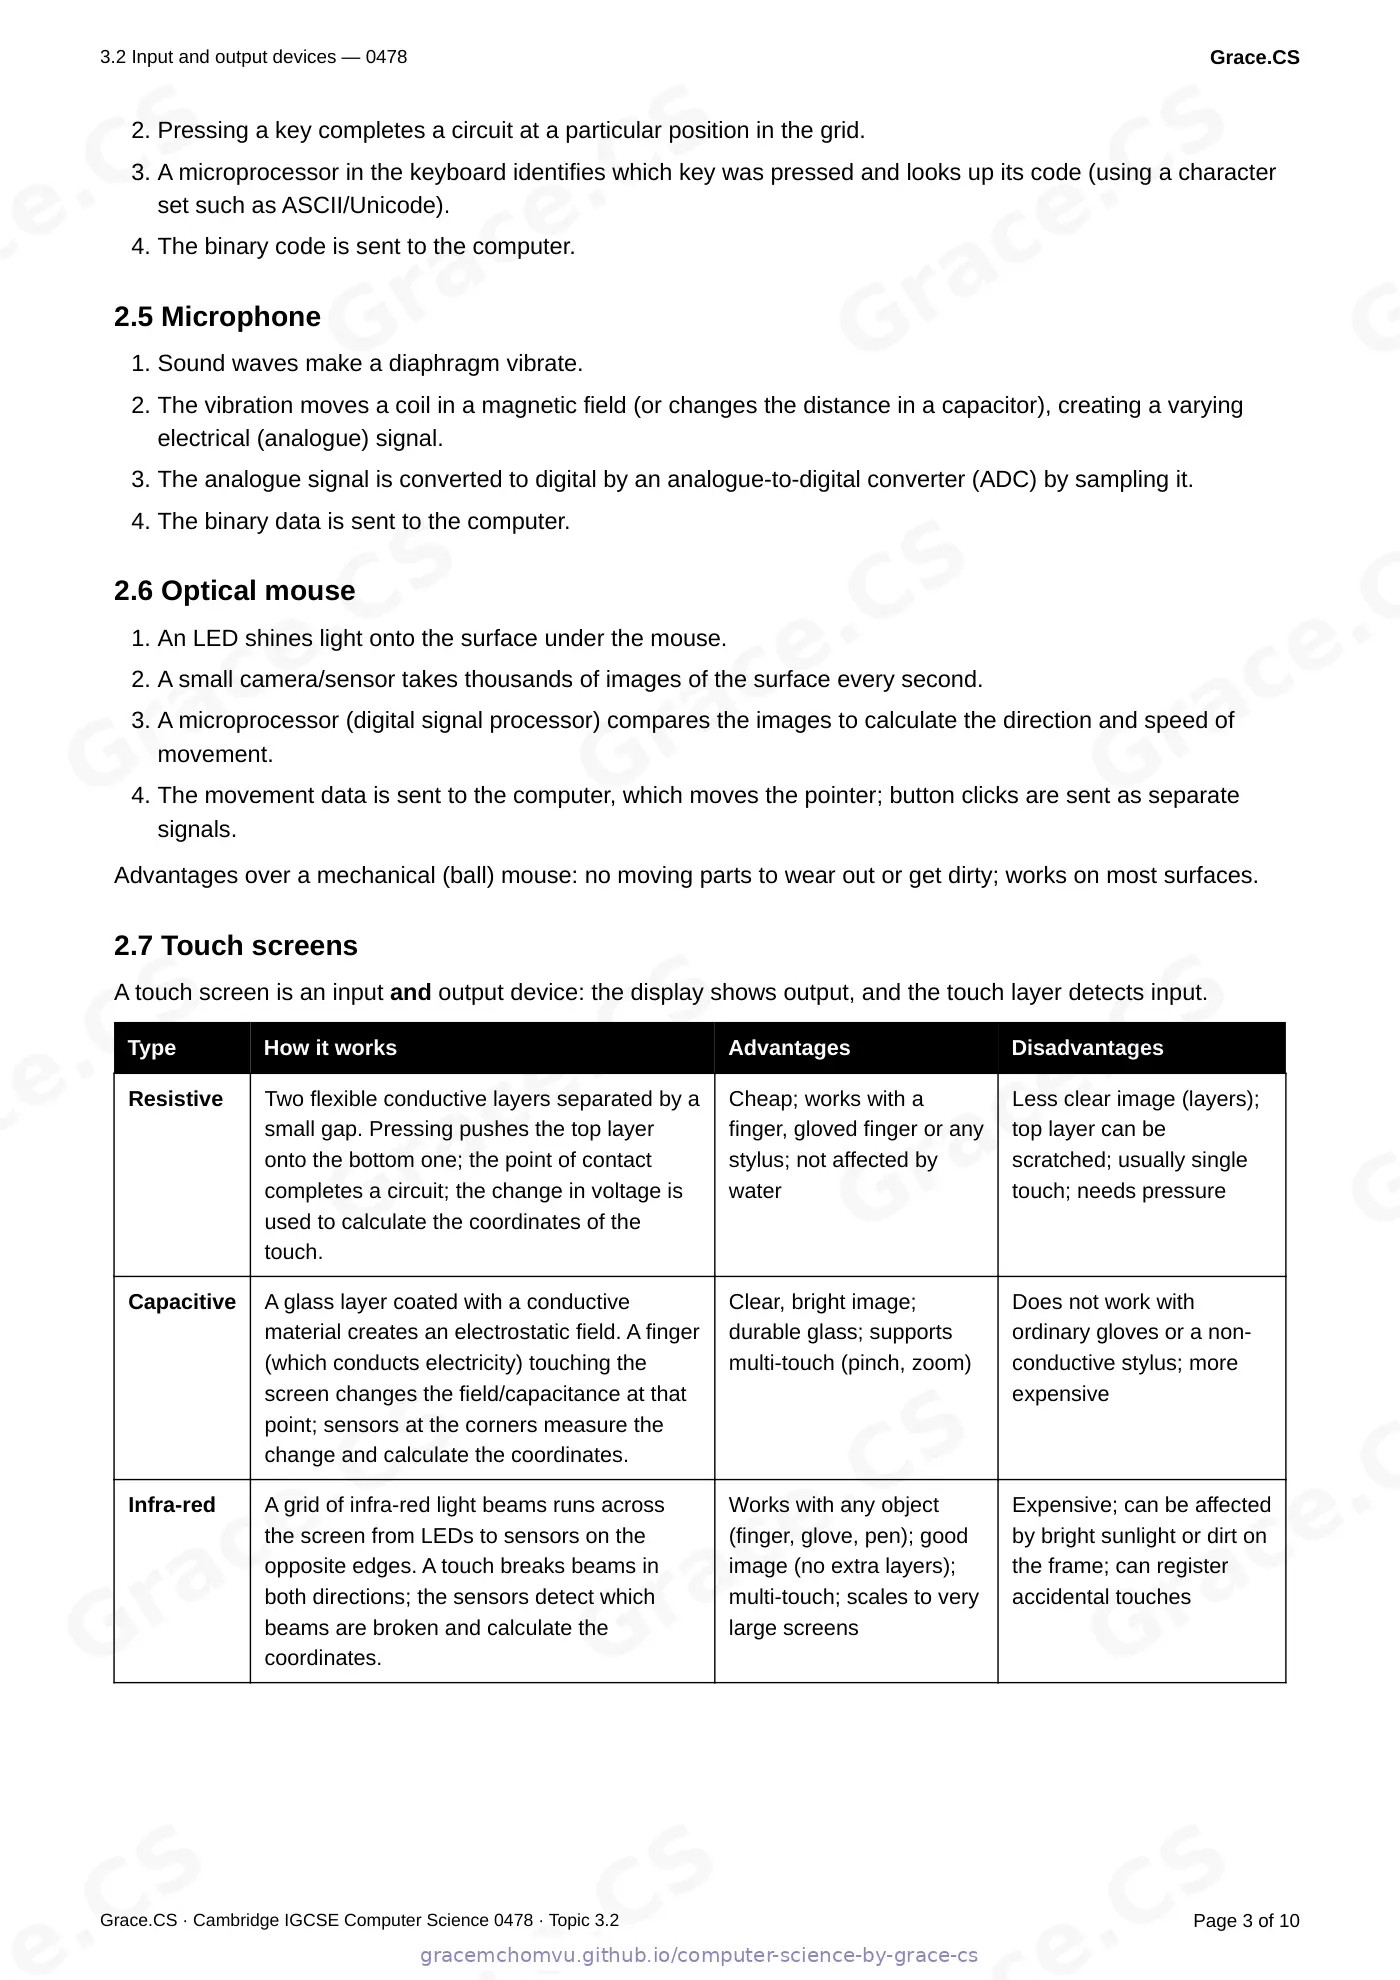 3.2 Input and output devices — 0478
Grace.CS
2. Pressing a key completes a circuit at a particular position in the grid.
3. A microprocessor in the keyboard identifies which key was pressed and looks up its code (using a character
set such as ASCII/Unicode).
4. The binary code is sent to the computer.
2.5 Microphone
1. Sound waves make a diaphragm vibrate.
2. The vibration moves a coil in a magnetic field (or changes the distance in a capacitor), creating a varying
electrical (analogue) signal.
3. The analogue signal is converted to digital by an analogue-to-digital converter (ADC) by sampling it.
4. The binary data is sent to the computer.
2.6 Optical mouse
1. An LED shines light onto the surface under the mouse.
2. A small camera/sensor takes thousands of images of the surface every second.
3. A microprocessor (digital signal processor) compares the images to calculate the direction and speed of
movement.
4. The movement data is sent to the computer, which moves the pointer; button clicks are sent as separate
signals.
Advantages over a mechanical (ball) mouse: no moving parts to wear out or get dirty; works on most surfaces.
2.7 Touch screens
A touch screen is an input and output device: the display shows output, and the touch layer detects input.
Type
How it works
Advantages
Disadvantages
Resistive
Two flexible conductive layers separated by a
small gap. Pressing pushes the top layer
onto the bottom one; the point of contact
completes a circuit; the change in voltage is
used to calculate the coordinates of the
touch.
Cheap; works with a
finger, gloved finger or any
stylus; not affected by
water
Less clear image (layers);
top layer can be
scratched; usually single
touch; needs pressure
Capacitive
A glass layer coated with a conductive
material creates an electrostatic field. A finger
(which conducts electricity) touching the
screen changes the field/capacitance at that
point; sensors at the corners measure the
change and calculate the coordinates.
Clear, bright image;
durable glass; supports
multi-touch (pinch, zoom)
Does not work with
ordinary gloves or a non-
conductive stylus; more
expensive
Infra-red
A grid of infra-red light beams runs across
the screen from LEDs to sensors on the
opposite edges. A touch breaks beams in
both directions; the sensors detect which
beams are broken and calculate the
coordinates.
Works with any object
(finger, glove, pen); good
image (no extra layers);
multi-touch; scales to very
large screens
Expensive; can be affected
by bright sunlight or dirt on
the frame; can register
accidental touches
Grace.CS · Cambridge IGCSE Computer Science 0478 · Topic 3.2
Page 3 of 10
gracemchomvu.github.io/computer-science-by-grace-cs